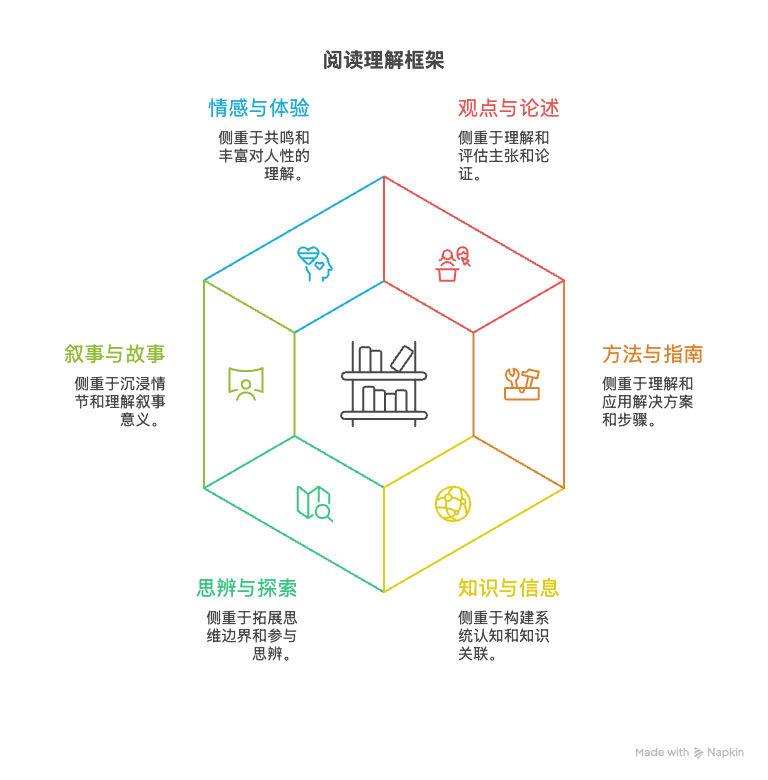 阅读理解框架
情感与体验
侧重于共鸣和
丰富对人性的
理解。
观点与论述
侧重于理解和
评估主张和论
证。
叙事与故事
侧重于沉浸情
节和理解叙事
意义。
方法与指南
侧重于理解和
应用解决方案
和步骤。
思辨与探索
侧重于拓展思
维边界和参与
思辨。
知识与信息
侧重于构建系
统认知和知识
关联。
Made with Napkin